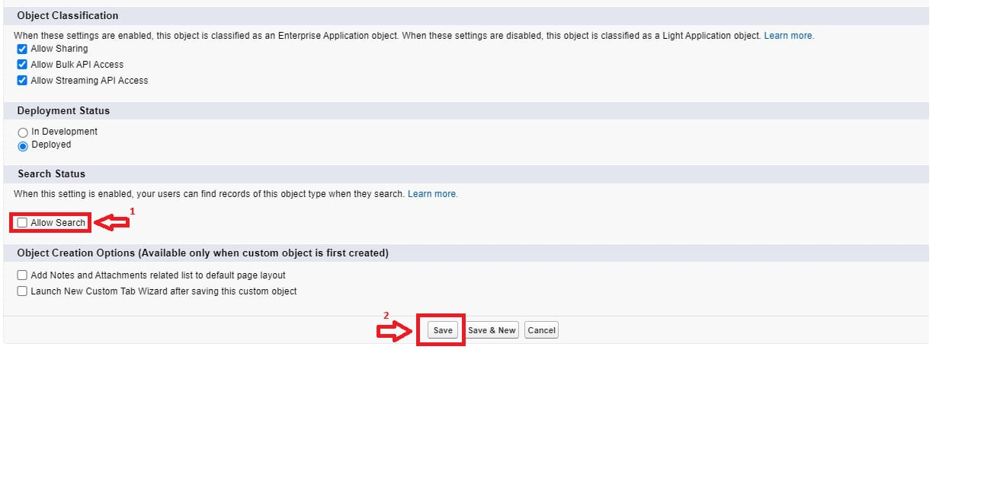 Object Classification
When these settings are enabled, this object is classified as an Enterprise Application object. When these settings are disabled, this object is classified as a Light Application object. Learn more.
Allow Sharing
Allow Bulk API Access
Allow Streaming API Access
Deployment Status
In Development
Deployed
Search Status
When this setting is enabled, your users can find records of this object type when they search. Learn more.
1
Allow Search
Object Creation Options (Available only when custom object is first created)
Add Notes and Attachments related list to default page layout
Launch New Custom Tab Wizard after saving this custom object
2
Save Save & New Cancel